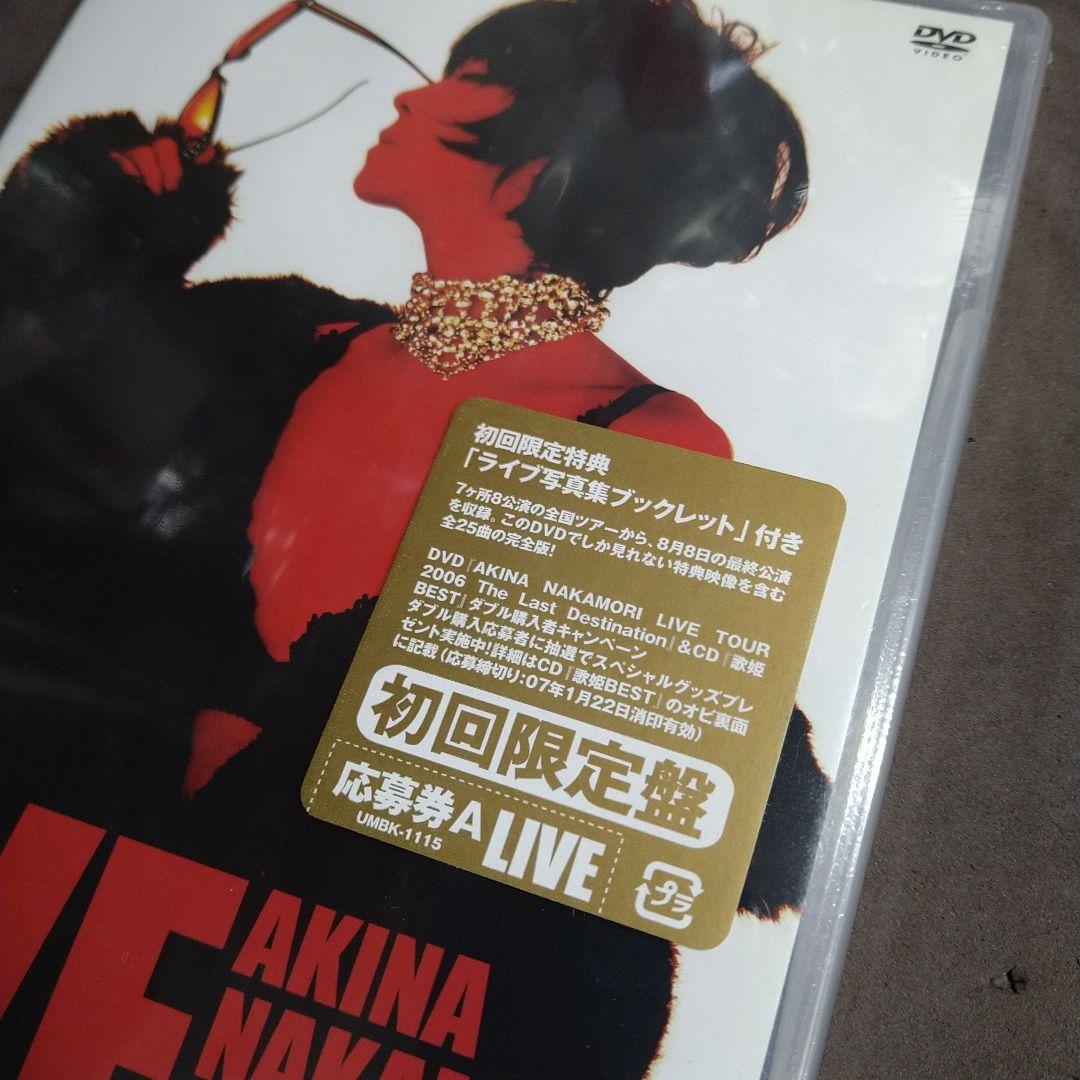 DVD
VIDEO
初回限定特典
「ライブ写真集ブックレット」付き
7ヶ所8公演の全国ツアーから、8月8日の最終公演
を収録。このDVDでしか見れない特典映像を含む
全25曲の完全版!
DVD『AKINA NAKAMORI LIVE TOUR
2006 The Last Destination』&CD『歌姫
BEST』ダブル購入者キャンペーン
ダブル購入応募者に抽選でスペシャルグッズプレ
ゼント実施中!詳細はCD『歌姫BEST』のオビ裏面
に記載(応募締切り:07年1月22日消印有効)
初回限定盤
応募券A
LIVE
UMBK-1115
プラ
VE
AKINA
NAKA